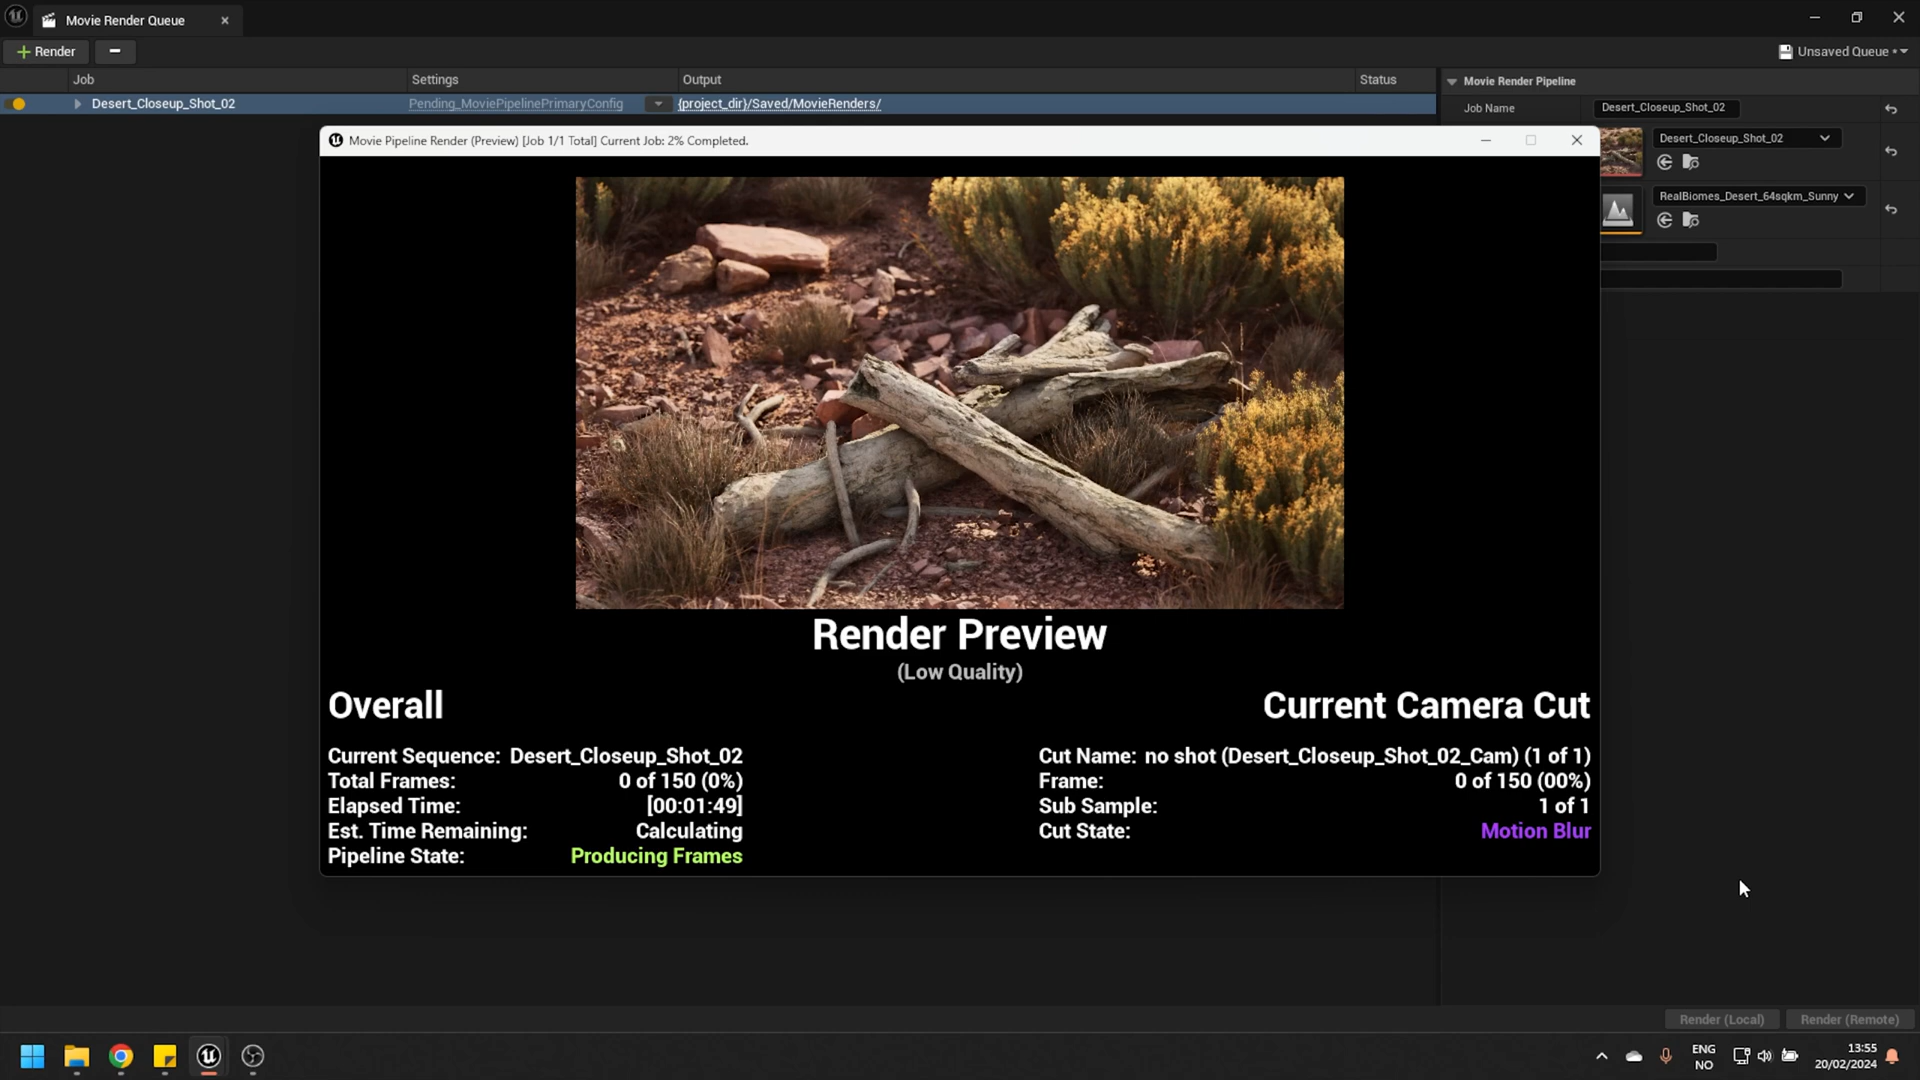 Movie Render Queue
Render
Unsaved Queue *
Job
Settings
Output
Status
Desert_Closeup_Shot_02
Pending_MoviePipelinePrimaryConfig
{project_dir}/Saved/MovieRenders/
Movie Render Pipeline
Job Name
Desert_Closeup_Shot_02
Desert_Closeup_Shot_02
RealBiomes_Desert_64sqkm_Sunny
Movie Pipeline Render (Preview) [Job 1/1 Total] Current Job: 2% Completed.
Render Preview
(Low Quality)
Overall
Current Sequence: Desert_Closeup_Shot_02
Total Frames: 0 of 150 (0%)
Elapsed Time: [00:01:49]
Est. Time Remaining: Calculating
Pipeline State: Producing Frames
Current Camera Cut
Cut Name: no shot (Desert_Closeup_Shot_02_Cam) (1 of 1)
Frame: 0 of 150 (00%)
Sub Sample: 1 of 1
Cut State: Motion Blur
Render (Local)
Render (Remote)
ENG
NO
13:55
20/02/2024